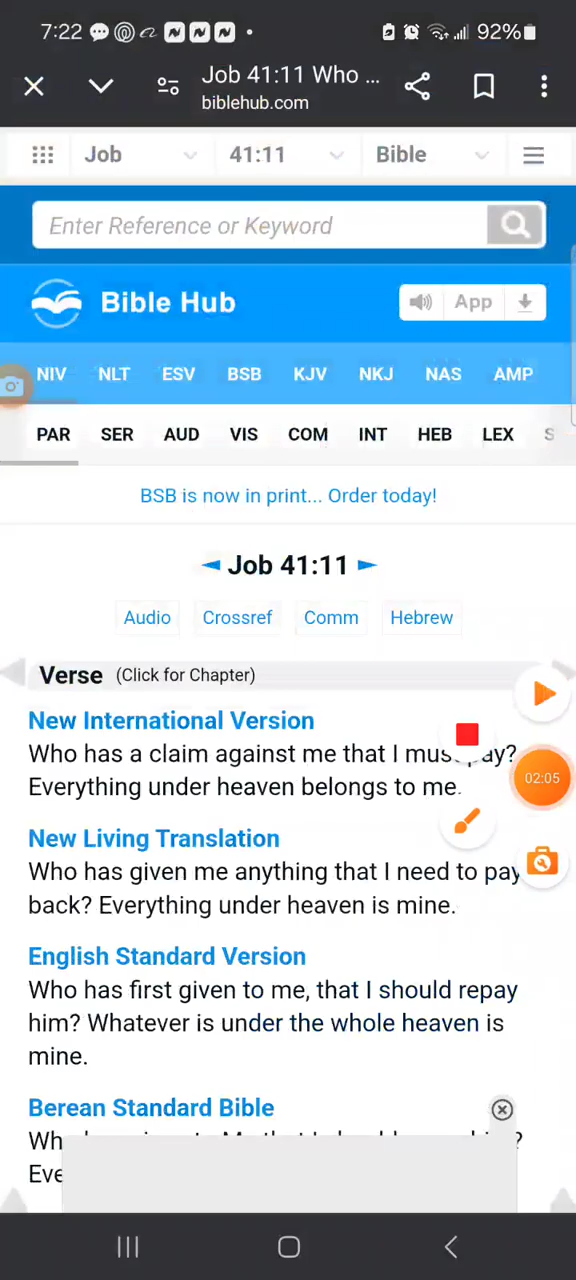 7:22 92%
Job 41:11 Who ...
biblehub.com
Job 41:11 Bible
Enter Reference or Keyword
Bible Hub App
NIV NLT ESV BSB KJV NKJ NAS AMP
PAR SER AUD VIS COM INT HEB LEX S
BSB is now in print... Order today!
Job 41:11
Audio Crossref Comm Hebrew
Verse (Click for Chapter)
New International Version
Who has a claim against me that I must pay?
Everything under heaven belongs to me.
02:05
New Living Translation
Who has given me anything that I need to pay
back? Everything under heaven is mine.
English Standard Version
Who has first given to me, that I should repay
him? Whatever is under the whole heaven is
mine.
Berean Standard Bible